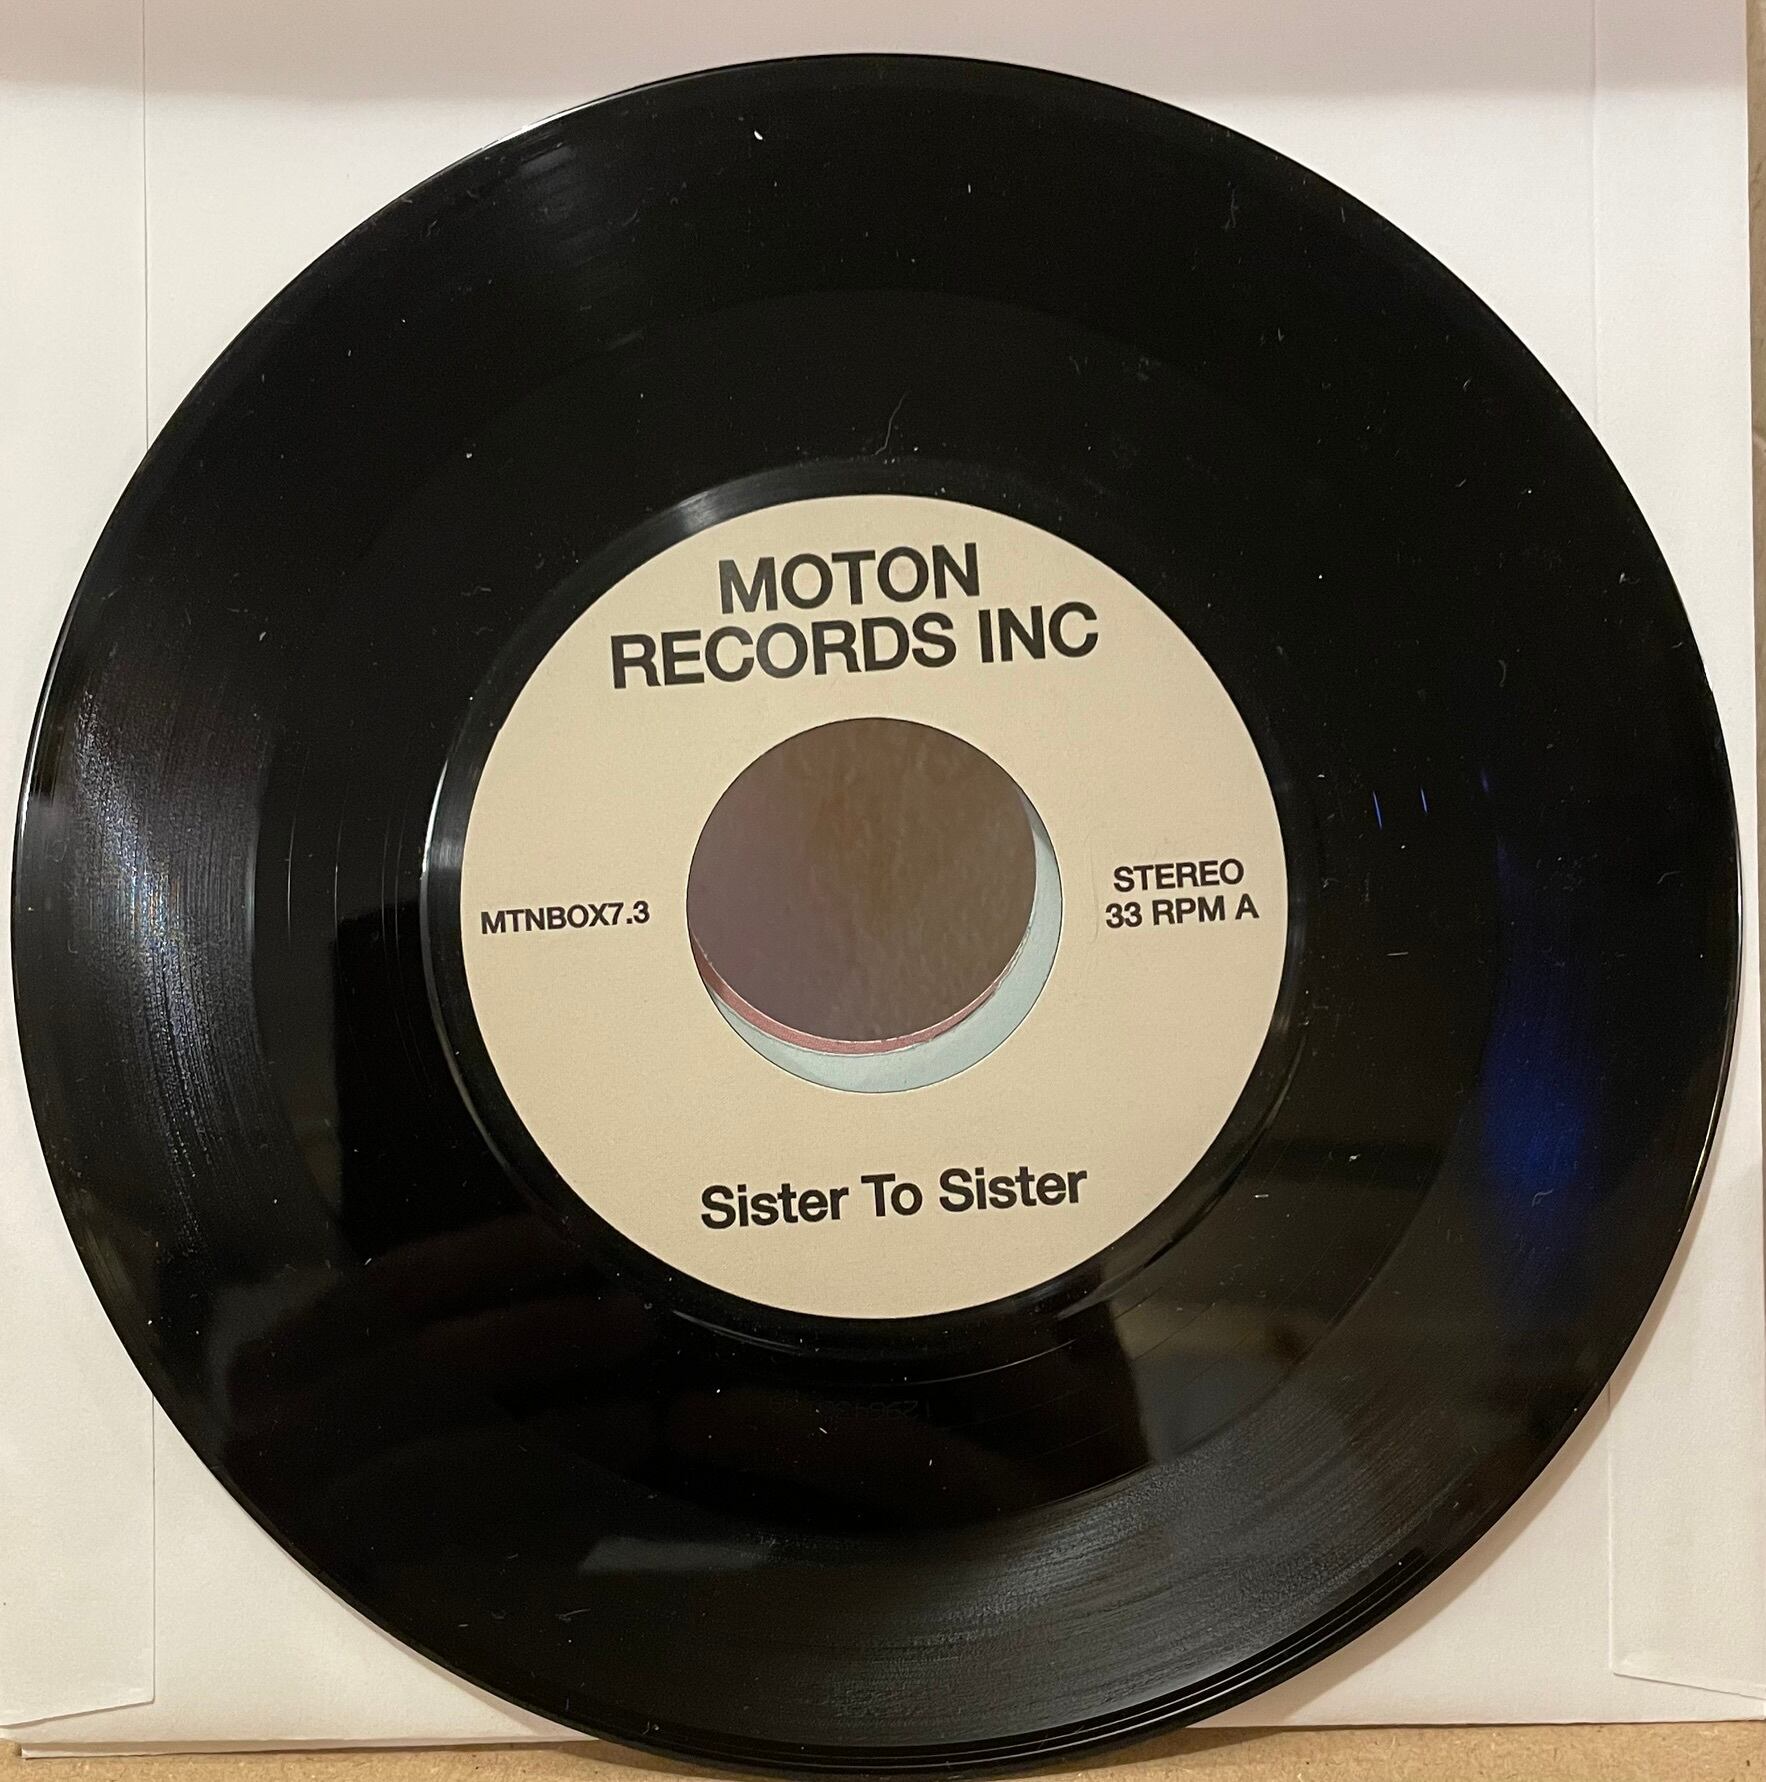 MOTON
RECORDS INC
MTNBOX7.3
STEREO
33 RPM A
Sister To Sister